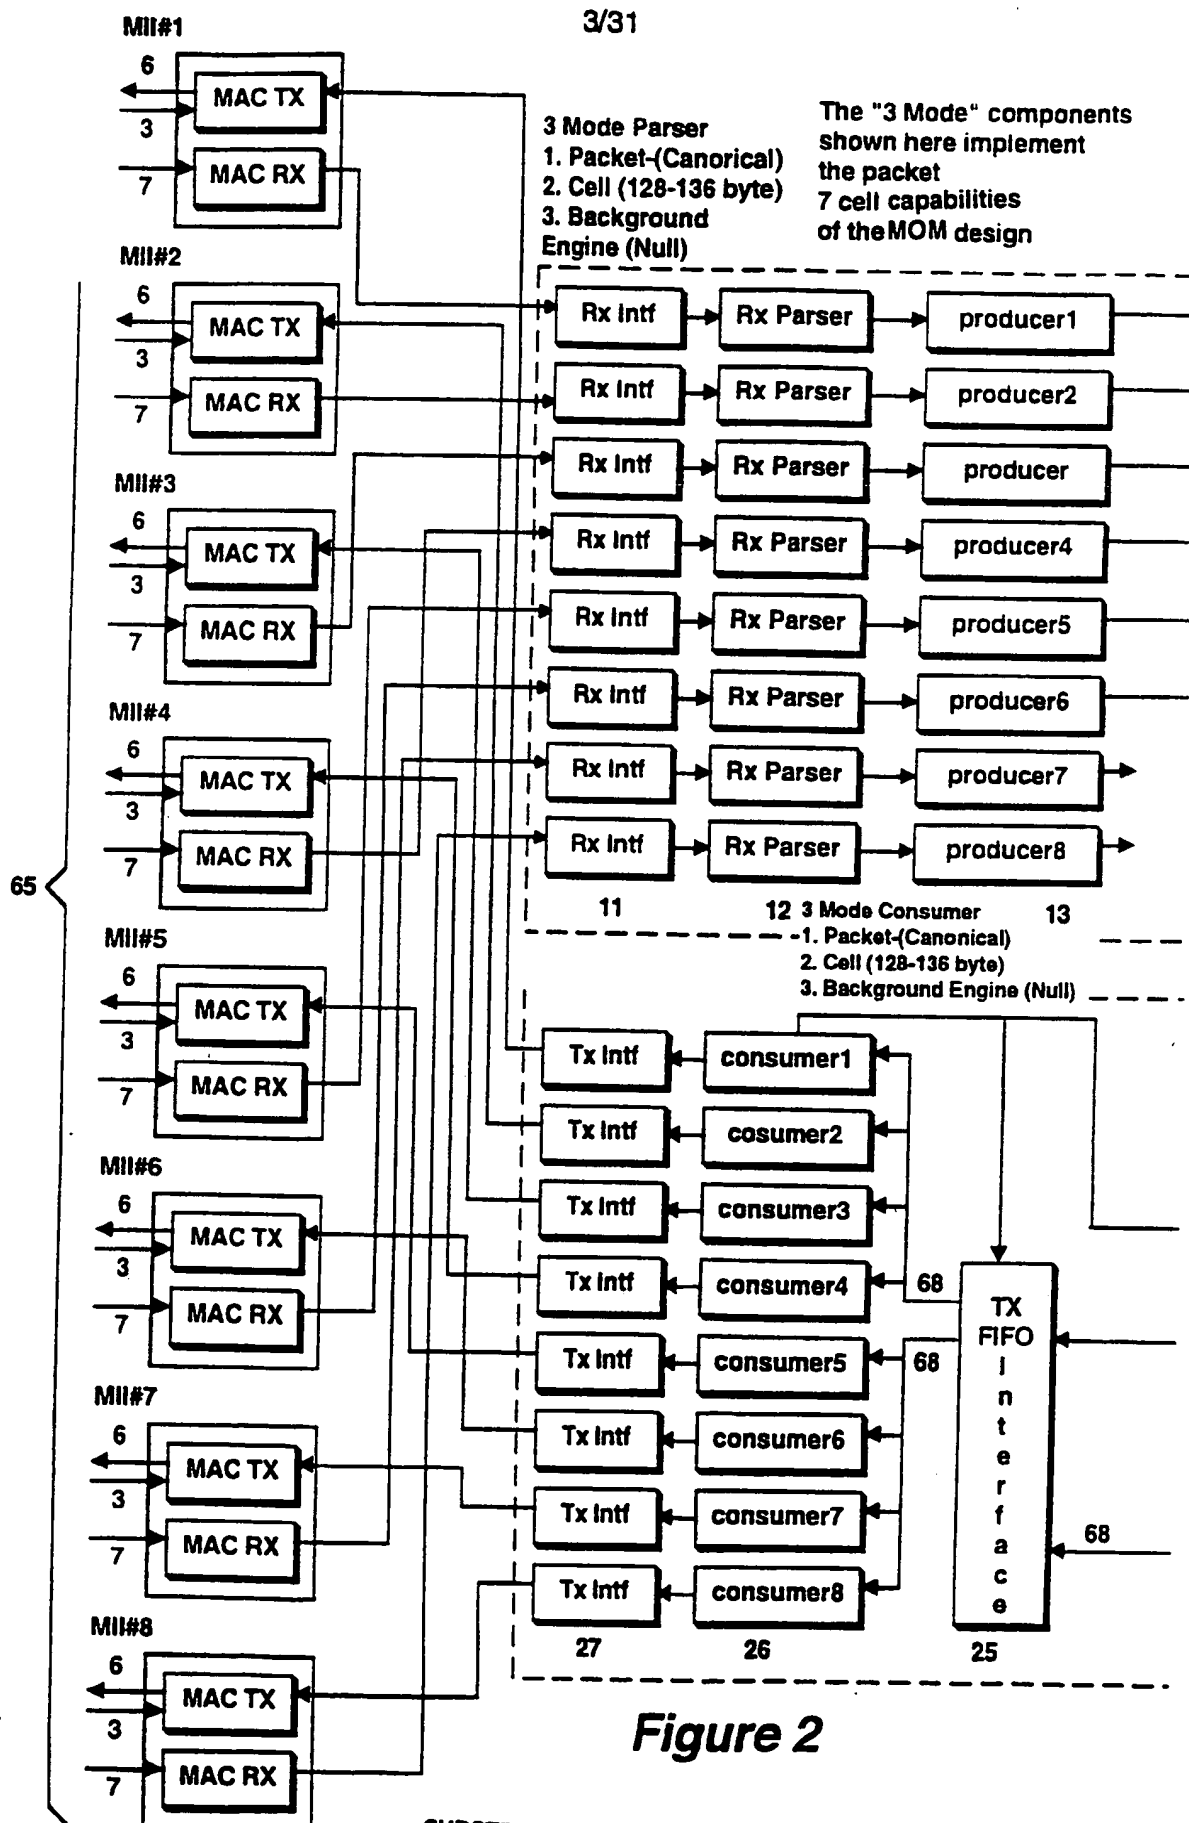 3/31
MII#1
6
3
7
MAC TX
MAC RX
3 Mode Parser
1. Packet-(Canorical)
2. Cell (128-136 byte)
3. Background
Engine (Null)
The "3 Mode" components
shown here implement
the packet
7 cell capabilities
of the MOM design
MII#2
6
3
7
MAC TX
MAC RX
MII#3
6
3
7
MAC TX
MAC RX
MII#4
6
3
7
MAC TX
MAC RX
65
MII#5
6
3
7
MAC TX
MAC RX
MII#6
6
3
7
MAC TX
MAC RX
MII#7
6
3
7
MAC TX
MAC RX
MII#8
6
3
7
MAC TX
MAC RX
Rx Intf Rx Parser producer1
Rx Intf Rx Parser producer2
Rx Intf Rx Parser producer
Rx Intf Rx Parser producer4
Rx Intf Rx Parser producer5
Rx Intf Rx Parser producer6
Rx Intf Rx Parser producer7
Rx Intf Rx Parser producer8
11 12 13
3 Mode Consumer
1. Packet-(Canonical)
2. Cell (128-136 byte)
3. Background Engine (Null)
Tx Intf consumer1
Tx Intf cosumer2
Tx Intf consumer3
Tx Intf consumer4
Tx Intf consumer5
Tx Intf consumer6
Tx Intf consumer7
Tx Intf consumer8
68
68
68
TX
FIFO
I
n
t
e
r
f
a
c
e
27 26 25
Figure 2